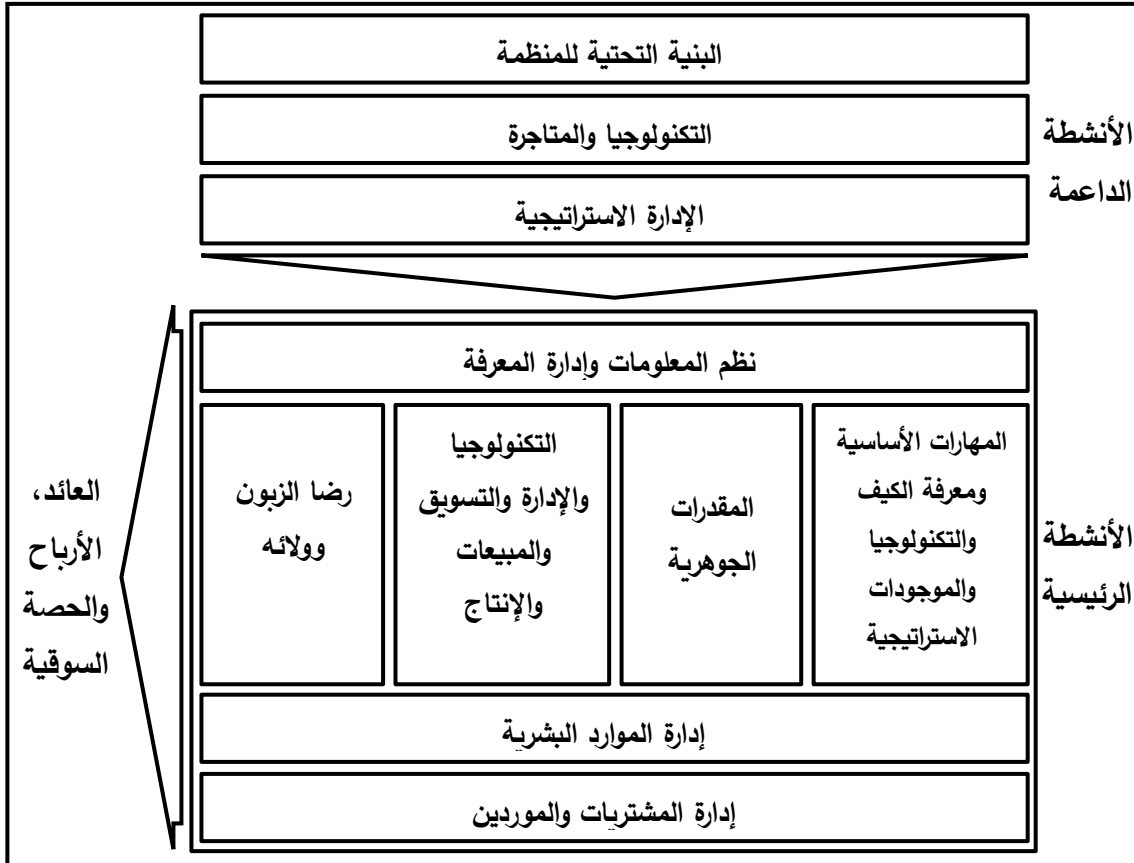 البنية التحتية للمنظمة
التكنولوجيا والمتاجرة
الإدارة الاستراتيجية
الأنشطة
الداعمة
نظم المعلومات وإدارة المعرفة
المهارات الأساسية
ومعرفة الكيف
والتكنولوجيا
والموجودات
الاستراتيجية
المقدرات
الجوهرية
التكنولوجيا
والإدارة والتسويق
والمبيعات
والإنتاج
رضا الزبون
وولائه
إدارة الموارد البشرية
إدارة المشتريات والموردين
الأنشطة
الرئيسية
العائد،
الأرباح
والحصة
السوقية